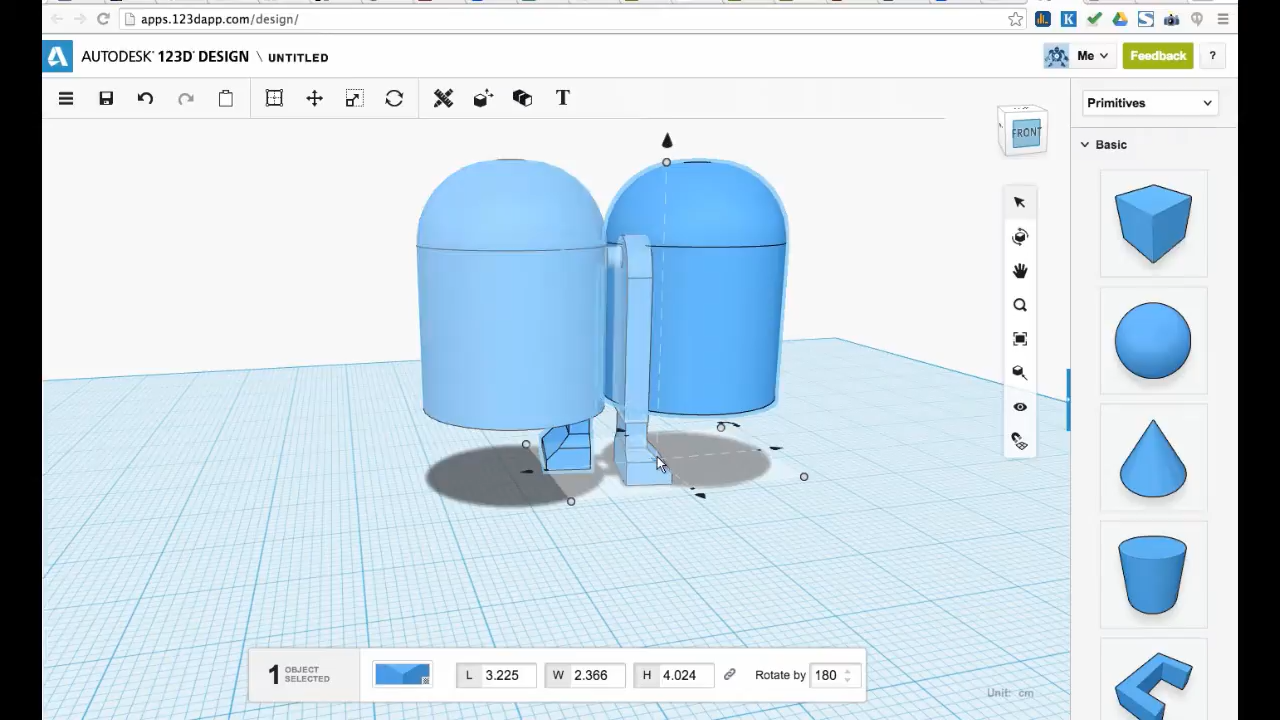 apps.123dapp.com/design/
AUTODESK® 123D® DESIGN \ UNTITLED
Me
Feedback
?
T
Primitives
FRONT
Basic
1 OBJECT SELECTED
L 3.225
W 2.366
H 4.024
Rotate by 180
Unit: cm